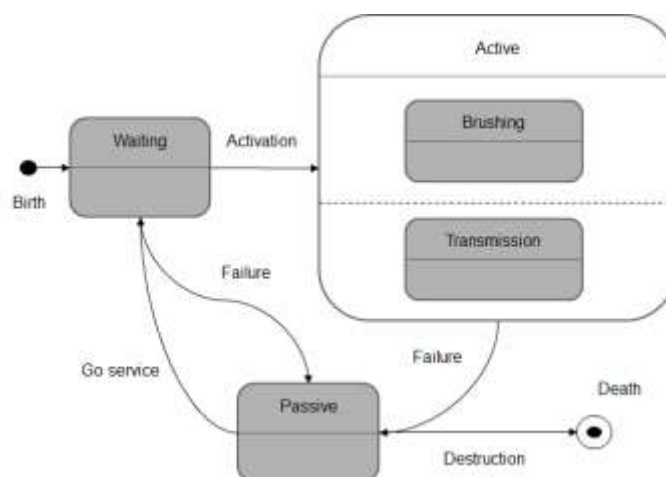 Active
Brushing
Waiting
Activation
Birth
Transmission
Failure
Failure
Go service
Passive
Death
Destruction